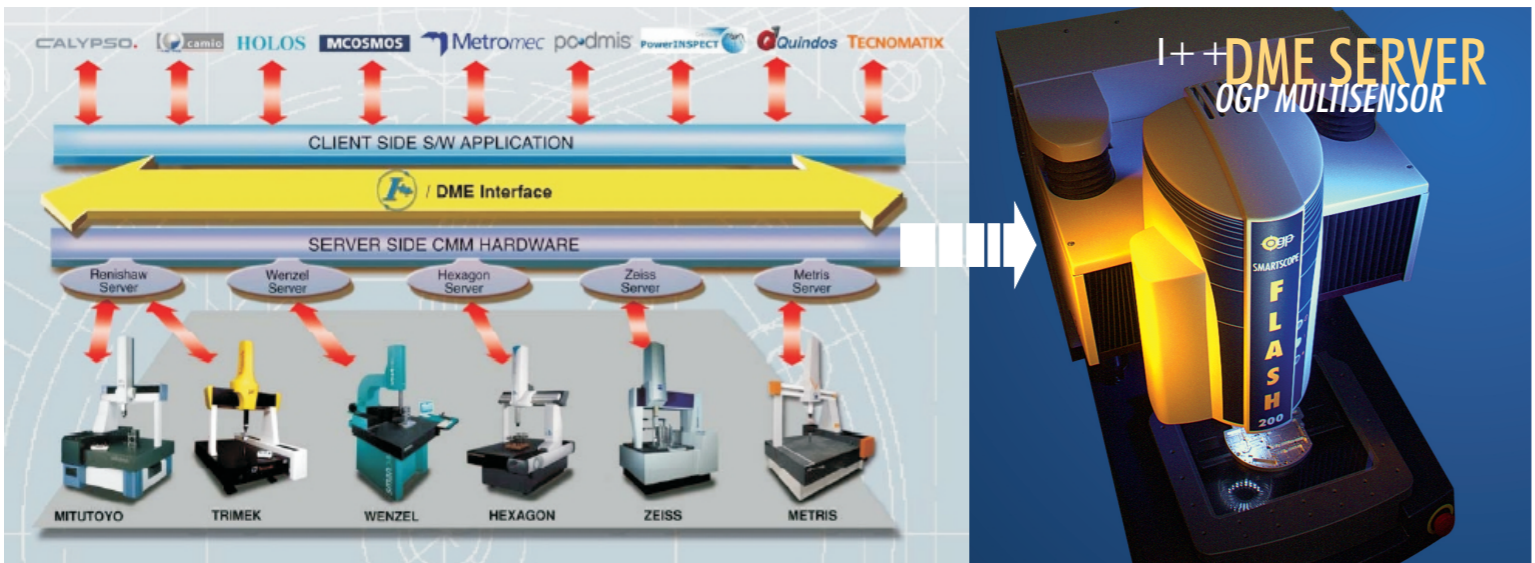 CALYPSO.
camio
HOLOS
MCOSMOS
Metromec
pc•dmis
PowerINSPECT
Quindos
TECNOMATIX
CLIENT SIDE S/W APPLICATION
I++ / DME Interface
SERVER SIDE CMM HARDWARE
Renishaw
Server
Wenzel
Server
Hexagon
Server
Zeiss
Server
Metris
Server
MITUTOYO
TRIMEK
WENZEL
HEXAGON
ZEISS
METRIS
I++DME SERVER
OGP MULTISENSOR
ogp
SMARTSCOPE
FLASH
200